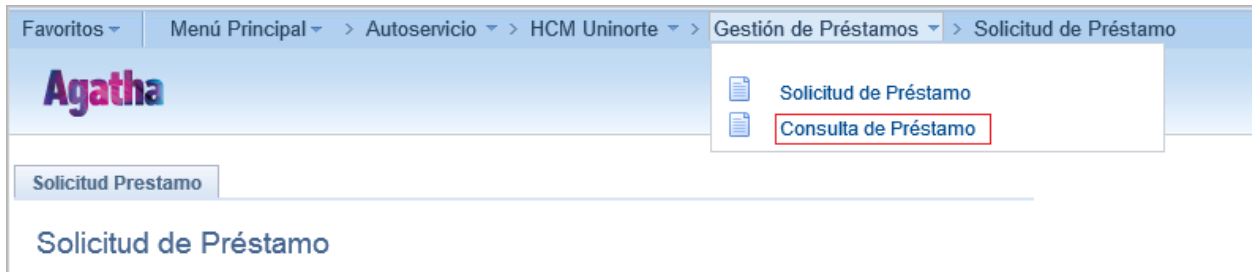 Favoritos Menú Principal > Autoservicio > HCM Uninorte > Gestión de Préstamos > Solicitud de Préstamo
Agatha
Solicitud de Préstamo
Consulta de Préstamo
Solicitud Prestamo
Solicitud de Préstamo